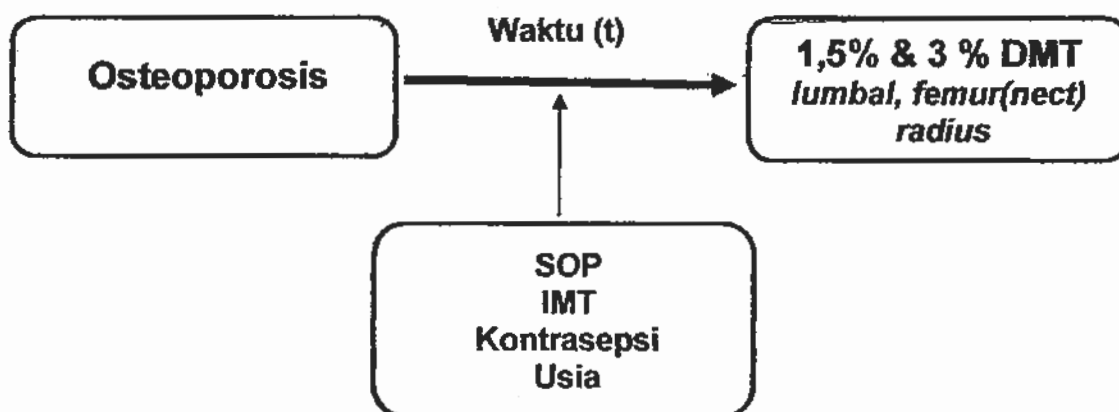 Waktu (t)
Osteoporosis
1,5% & 3 % DMT
lumbal, femur(nect)
radius
SOP
IMT
Kontrasepsi
Usia